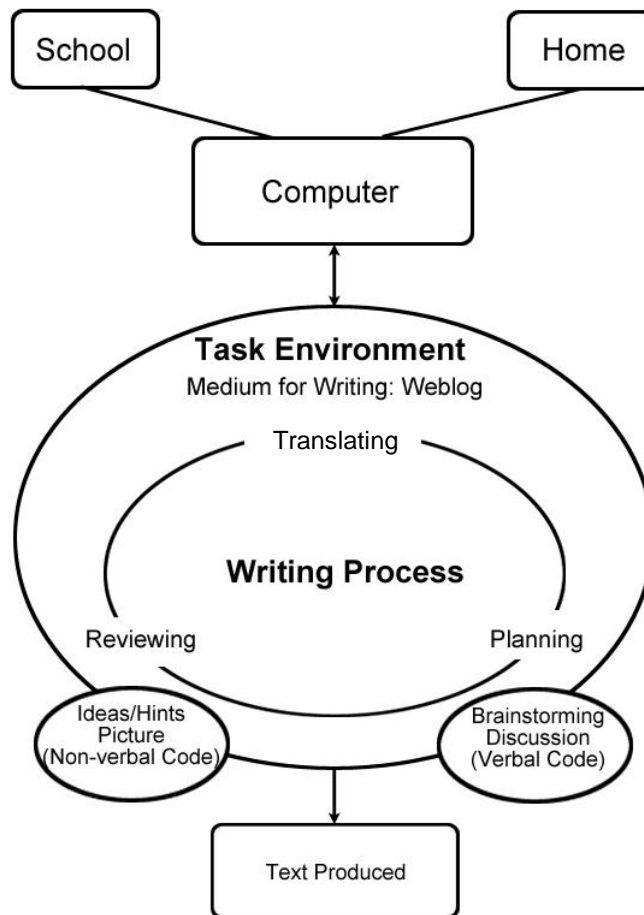 School
Home
Computer
Task Environment
Medium for Writing: Weblog
Translating
Writing Process
Reviewing
Planning
Ideas/Hints
Picture
(Non-verbal Code)
Brainstorming
Discussion
(Verbal Code)
Text Produced